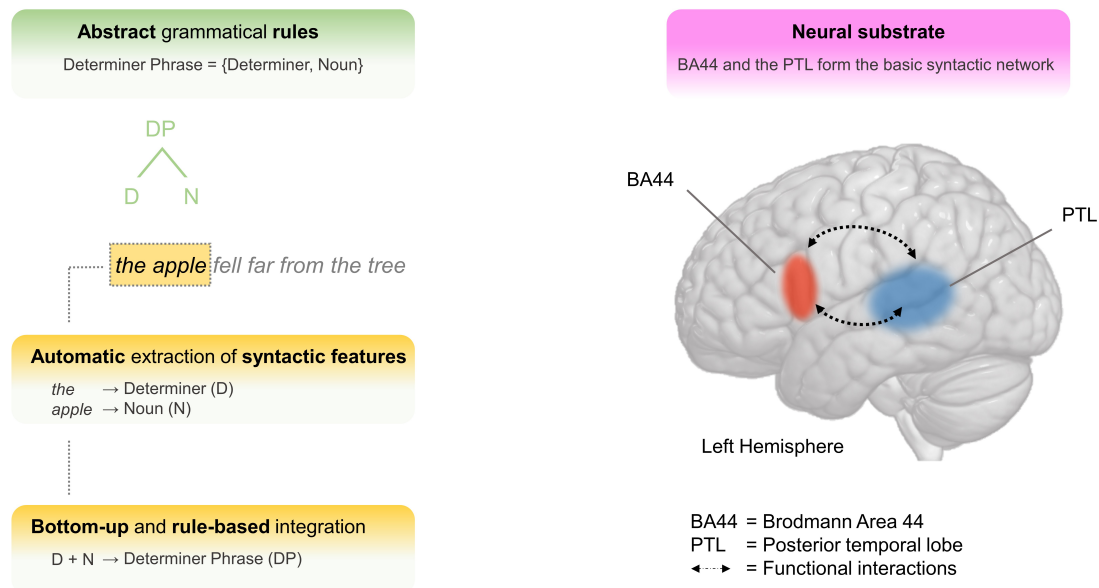 Abstract grammatical rules
Determiner Phrase = {Determiner, Noun}
DP
D N
the apple fell far from the tree
Automatic extraction of syntactic features
the → Determiner (D)
apple → Noun (N)
Bottom-up and rule-based integration
D + N → Determiner Phrase (DP)
Neural substrate
BA44 and the PTL form the basic syntactic network
BA44
PTL
Left Hemisphere
BA44 = Brodmann Area 44
PTL = Posterior temporal lobe
= Functional interactions